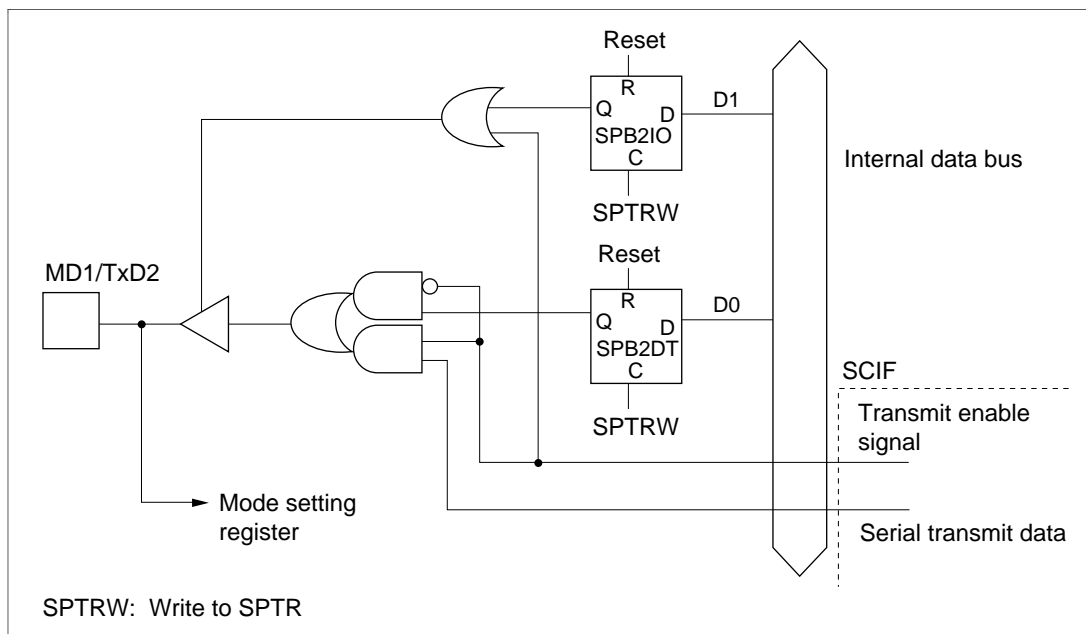 Reset
R
Q
D
SPB2IO
C
D1
SPTRW
Internal data bus
Reset
R
Q
D
SPB2DT
C
D0
SPTRW
MD1/TxD2
SCIF
Transmit enable
signal
Mode setting
register
Serial transmit data
SPTRW: Write to SPTR